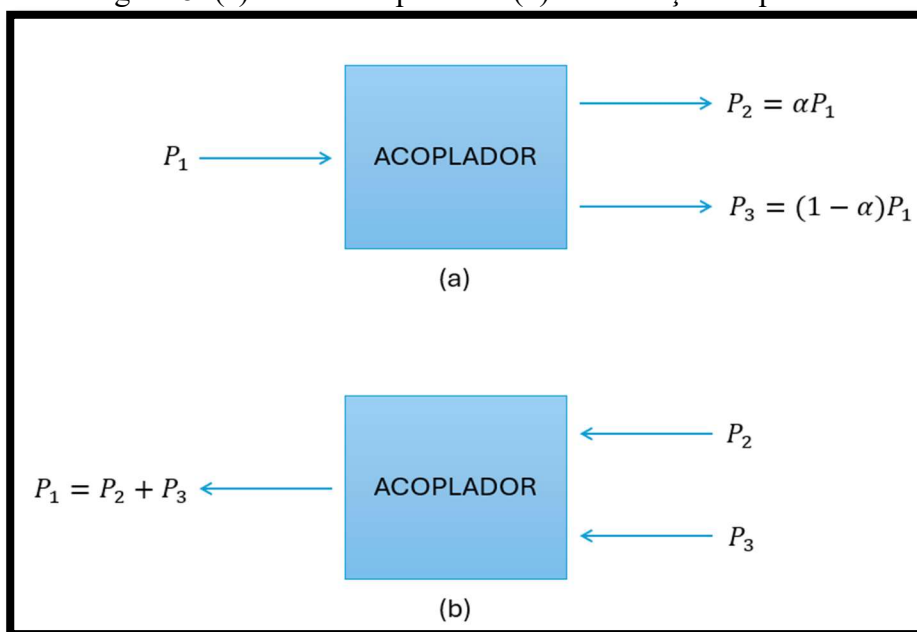 P₂ = αP₁
P₁
ACOPLADOR
P₃ = (1 − α)P₁
(a)
P₂
P₁ = P₂ + P₃
ACOPLADOR
P₃
(b)